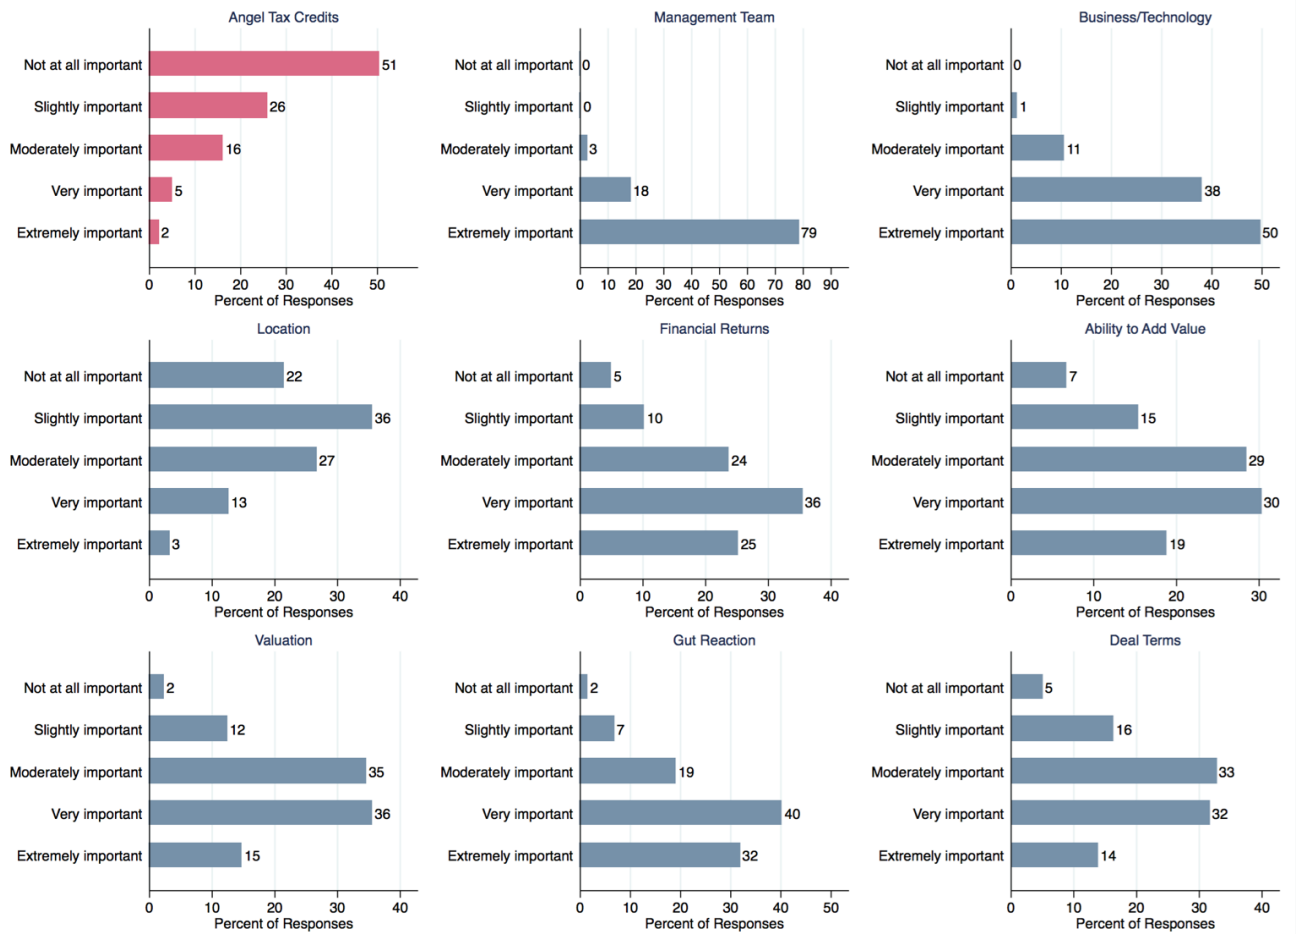 Angel Tax Credits
Not at all important 51
Slightly important 26
Moderately important 16
Very important 5
Extremely important 2
0 10 20 30 40 50
Percent of Responses
Management Team
Not at all important 0
Slightly important 0
Moderately important 3
Very important 18
Extremely important 79
0 10 20 30 40 50 60 70 80 90
Percent of Responses
Business/Technology
Not at all important 0
Slightly important 1
Moderately important 11
Very important 38
Extremely important 50
0 10 20 30 40 50
Percent of Responses
Location
Not at all important 22
Slightly important 36
Moderately important 27
Very important 13
Extremely important 3
0 10 20 30 40
Percent of Responses
Financial Returns
Not at all important 5
Slightly important 10
Moderately important 24
Very important 36
Extremely important 25
0 10 20 30 40
Percent of Responses
Ability to Add Value
Not at all important 7
Slightly important 15
Moderately important 29
Very important 30
Extremely important 19
0 10 20 30
Percent of Responses
Valuation
Not at all important 2
Slightly important 12
Moderately important 35
Very important 36
Extremely important 15
0 10 20 30 40
Percent of Responses
Gut Reaction
Not at all important 2
Slightly important 7
Moderately important 19
Very important 40
Extremely important 32
0 10 20 30 40 50
Percent of Responses
Deal Terms
Not at all important 5
Slightly important 16
Moderately important 33
Very important 32
Extremely important 14
0 10 20 30 40
Percent of Responses